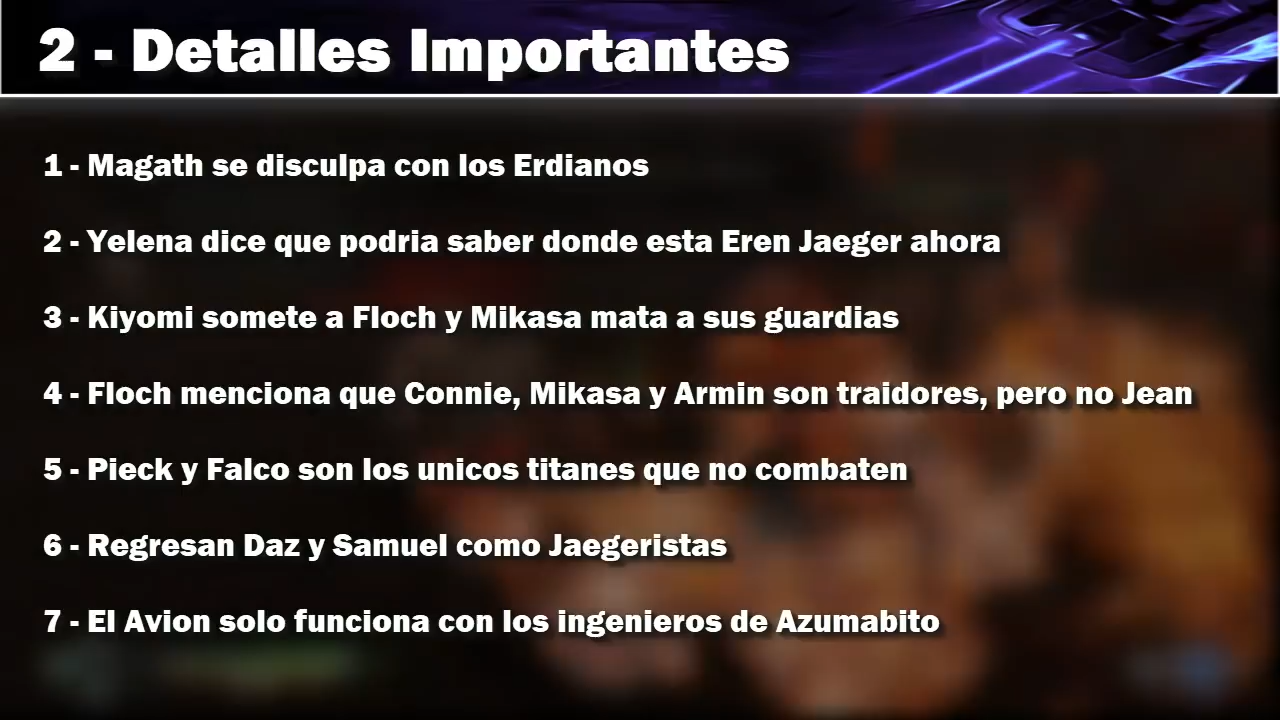 2 - Detalles Importantes
1 - Magath se disculpa con los Erdianos
2 - Yelena dice que podria saber donde esta Eren Jaeger ahora
3 - Kiyomi somete a Floch y Mikasa mata a sus guardias
4 - Floch menciona que Connie, Mikasa y Armin son traidores, pero no Jean
5 - Pieck y Falco son los unicos titanes que no combaten
6 - Regresan Daz y Samuel como Jaegeristas
7 - El Avion solo funciona con los ingenieros de Azumabito